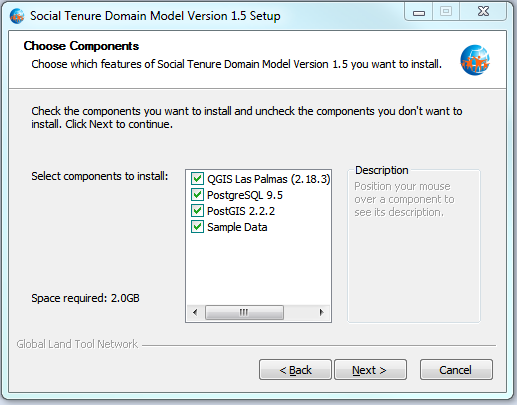 Social Tenure Domain Model Version 1.5 Setup
Choose Components
Choose which features of Social Tenure Domain Model Version 1.5 you want to install.
Check the components you want to install and uncheck the components you don't want to
install. Click Next to continue.
Select components to install:
QGIS Las Palmas (2.18.3)
PostgreSQL 9.5
PostGIS 2.2.2
Sample Data
Description
Position your mouse
over a component to
see its description.
Space required: 2.0GB
Global Land Tool Network
< Back
Next >
Cancel